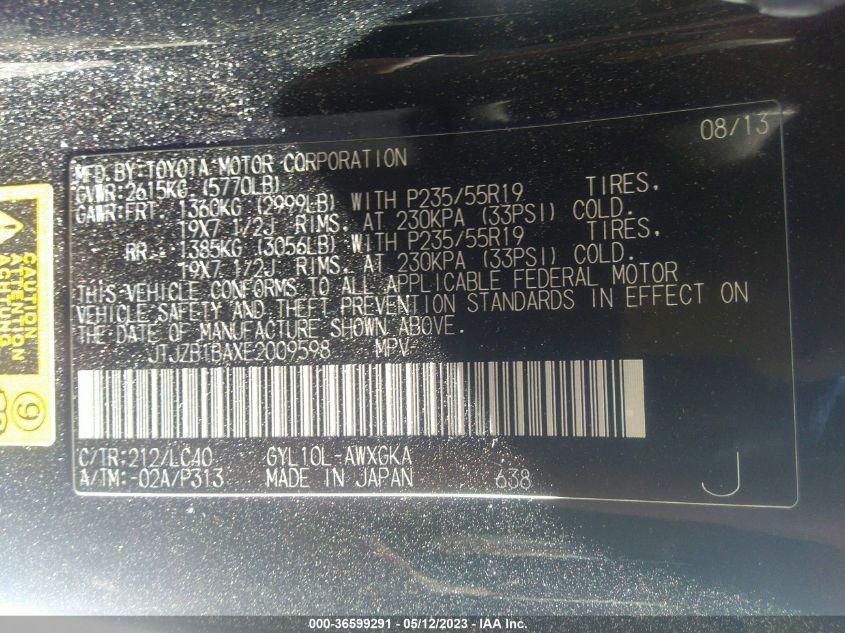 08/13
MFD. BY: TOYOTA MOTOR CORPORATION
GVWR: 2615KG (5770LB)
GAWR: FRT. 1360KG (2999LB) WITH P235/55R19 TIRES,
19X7 1/2J RIMS, AT 230KPA (33PSI) COLD.
RR. 1385KG (3056LB) WITH P235/55R19 TIRES,
19X7 1/2J RIMS, AT 230KPA (33PSI) COLD.
THIS VEHICLE CONFORMS TO ALL APPLICABLE FEDERAL MOTOR
VEHICLE SAFETY AND THEFT PREVENTION STANDARDS IN EFFECT ON
THE DATE OF MANUFACTURE SHOWN ABOVE.
JTJZB1BAXE2009598 MPV
C/TR: 212/LC40 GYL10L-AWXGKA
A/TM: -02A/P313 MADE IN JAPAN 638 J
CAUTION
ATTENTION
ACHTUNG
9
000-36599291 - 05/12/2023 - IAA Inc.